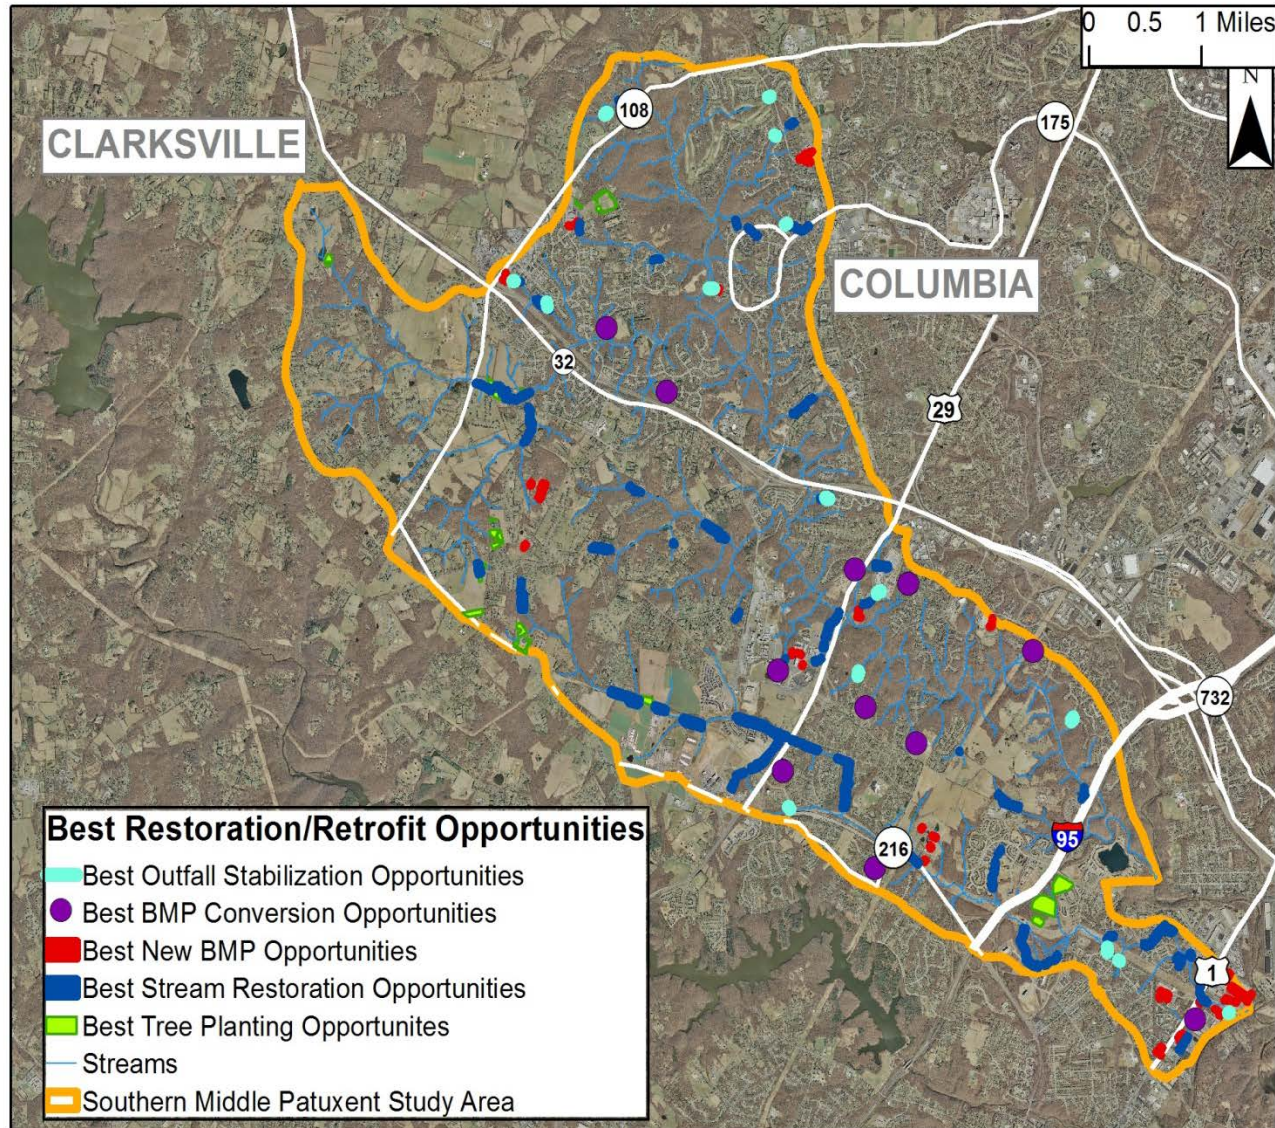 0 0.5 1 Miles
N
108
175
CLARKSVILLE
COLUMBIA
32
29
732
95
216
1
Best Restoration/Retrofit Opportunities
Best Outfall Stabilization Opportunities
Best BMP Conversion Opportunities
Best New BMP Opportunities
Best Stream Restoration Opportunities
Best Tree Planting Opportunites
Streams
Southern Middle Patuxent Study Area